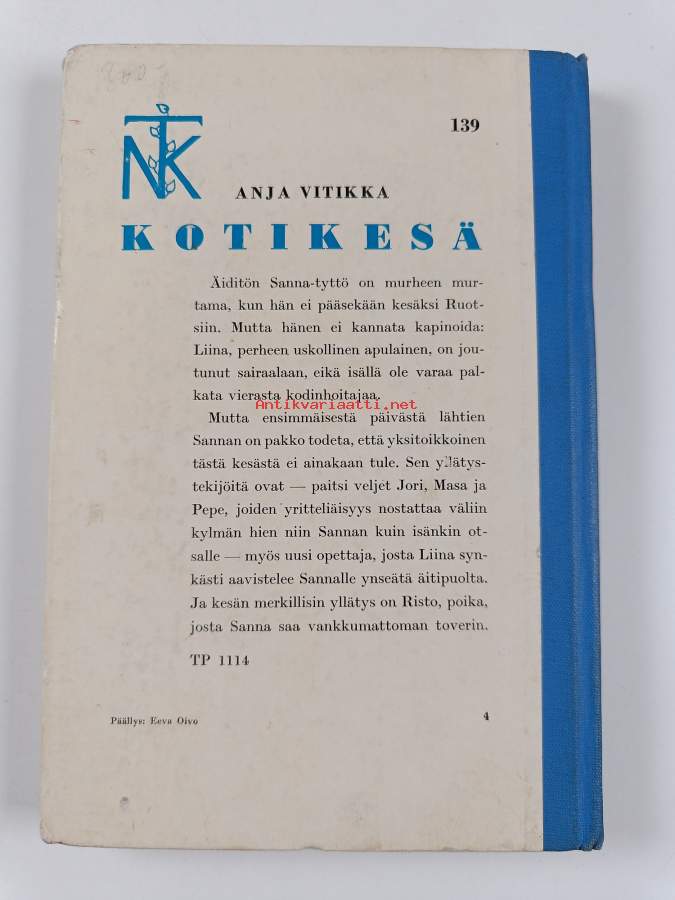 NTK
139
ANJA VITIKKA
KOTIKESÄ
Äiditön Sanna-tyttö on murheen mur-
tama, kun hän ei pääsekään kesäksi Ruot-
siin. Mutta hänen ei kannata kapinoida:
Liina, perheen uskollinen apulainen, on jou-
tunut sairaalaan, eikä isällä ole varaa pal-
kata vierasta kodinhoitajaa.
Antikvariaatti.net
Mutta ensimmäisestä päivästä lähtien
Sannan on pakko todeta, että yksitoikkoinen
tästä kesästä ei ainakaan tule. Sen yllätys-
tekijöitä ovat — paitsi veljet Jori, Masa ja
Pepe, joiden yritteliäisyys nostattaa väliin
kylmän hien niin Sannan kuin isänkin ot-
salle — myös uusi opettaja, josta Liina syn-
kästi aavistelee Sannalle ynseätä äitipuolta.
Ja kesän merkillisin yllätys on Risto, poika,
josta Sanna saa vankkumattoman toverin.
TP 1114
Päällys: Eeva Oivo
4